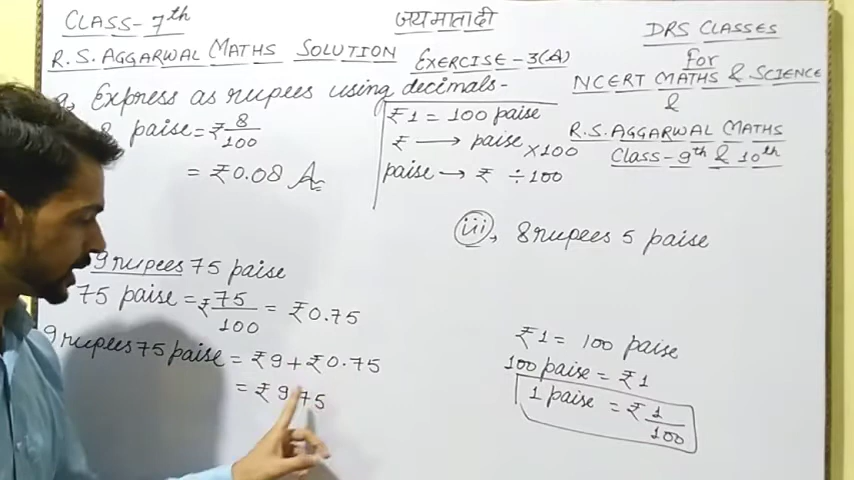 CLASS- 7th
R.S. AGGARWAL MATHS SOLUTION
EXERCISE - 3(A)
जय माता दी
DRS CLASSES
For
NCERT MATHS & SCIENCE
&
R.S. AGGARWAL MATHS
Class- 9th & 10th
Express as rupees using decimals-
8 paise = ₹ 8/100
= ₹0.08 As
₹1 = 100 paise
₹ → paise ×100
paise → ₹ ÷100
9 rupees 75 paise
75 paise = ₹ 75/100 = ₹0.75
9 rupees 75 paise = ₹9 + ₹0.75
= ₹9.75
iii, 8 rupees 5 paise
₹1 = 100 paise
100 paise = ₹1
1 paise = ₹ 1/100